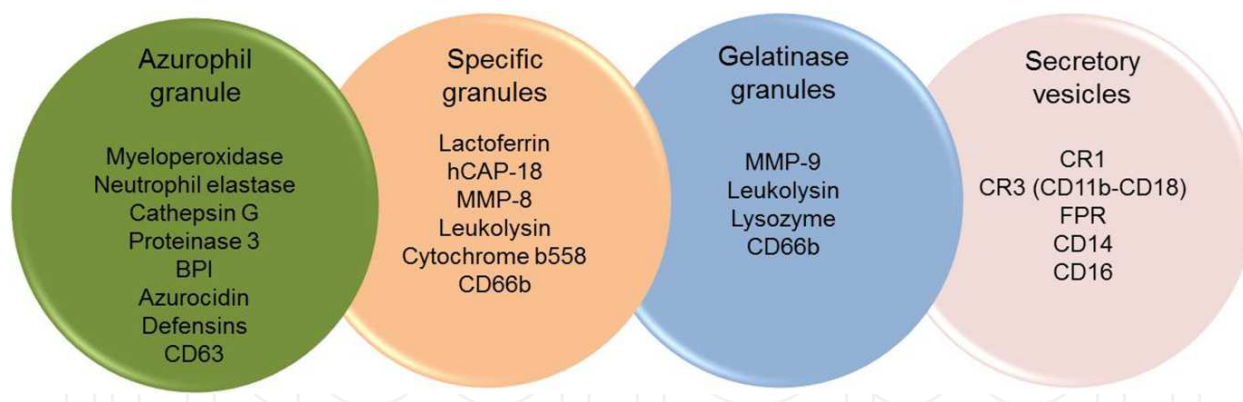 Azurophil
granule
Myeloperoxidase
Neutrophil elastase
Cathepsin G
Proteinase 3
BPI
Azurocidin
Defensins
CD63
Specific
granules
Lactoferrin
hCAP-18
MMP-8
Leukolysin
Cytochrome b558
CD66b
Gelatinase
granules
MMP-9
Leukolysin
Lysozyme
CD66b
Secretory
vesicles
CR1
CR3 (CD11b-CD18)
FPR
CD14
CD16